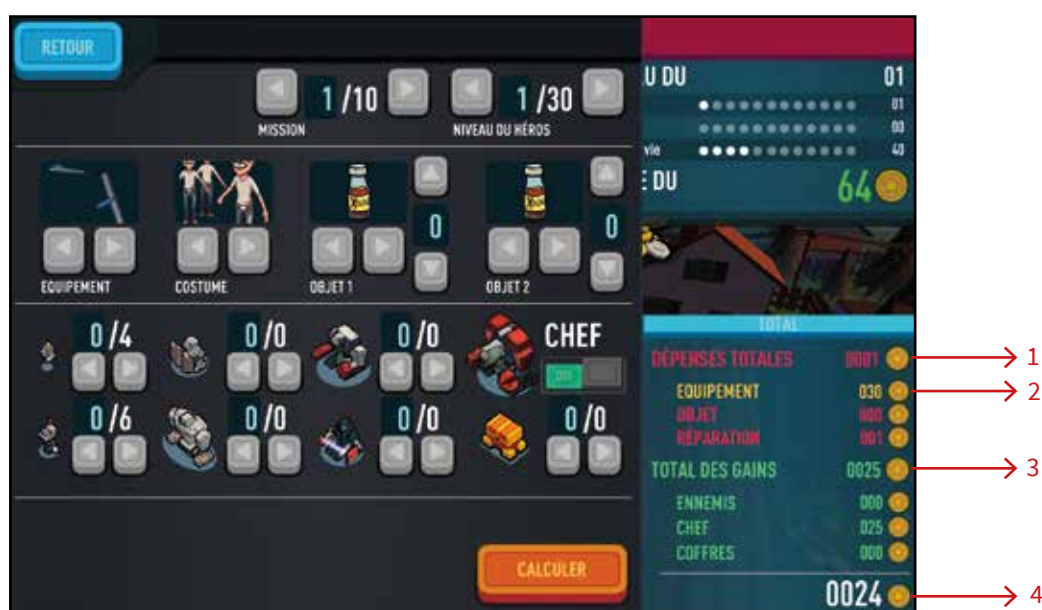 RETOUR
1 /10
MISSION
1 /30
NIVEAU DU HÉROS
EQUIPEMENT
COSTUME
0
OBJET 1
0
OBJET 2
0 /4
0 /0
0 /0
CHEF
0 /6
0 /0
0 /0
0 /0
CALCULER
U DU 01
01
00
vie 40
E DU 64
TOTAL
DÉPENSES TOTALES 0001 → 1
EQUIPEMENT 030 → 2
OBJET 000
RÉPARATION 001
TOTAL DES GAINS 0025 → 3
ENNEMIS 000
CHEF 025
COFFRES 000
0024 → 4